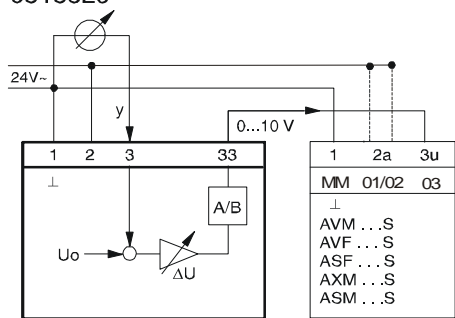 24V~
y
0...10 V
1 2 3 33
1 2a 3u
⊥
MM 01/02 03
A/B
⊥
AVM ...S
AVF ...S
ASF ...S
AXM ...S
ASM ...S
Uo
ΔU